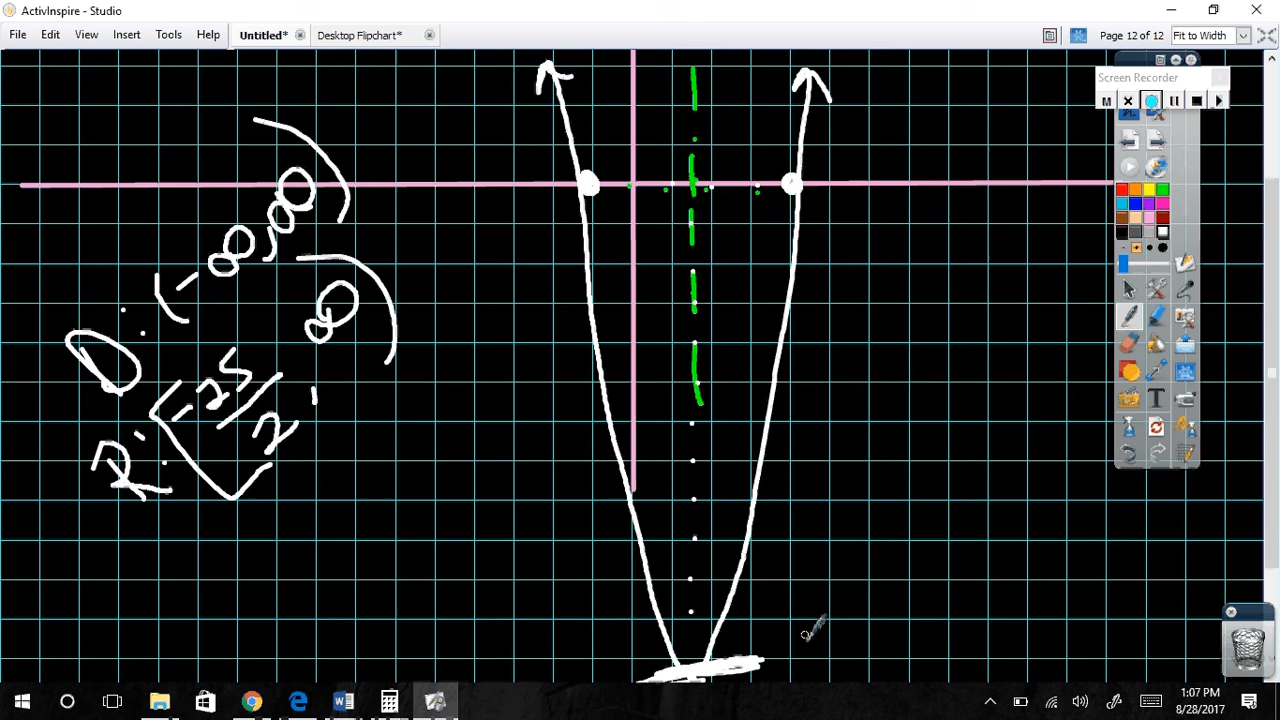 ActivInspire - Studio
File Edit View Insert Tools Help Untitled* Desktop Flipchart* Page 12 of 12 Fit to Width
Screen Recorder
M
D: (-∞,∞)
R: [-25/2, ∞)
T
1:07 PM
8/28/2017